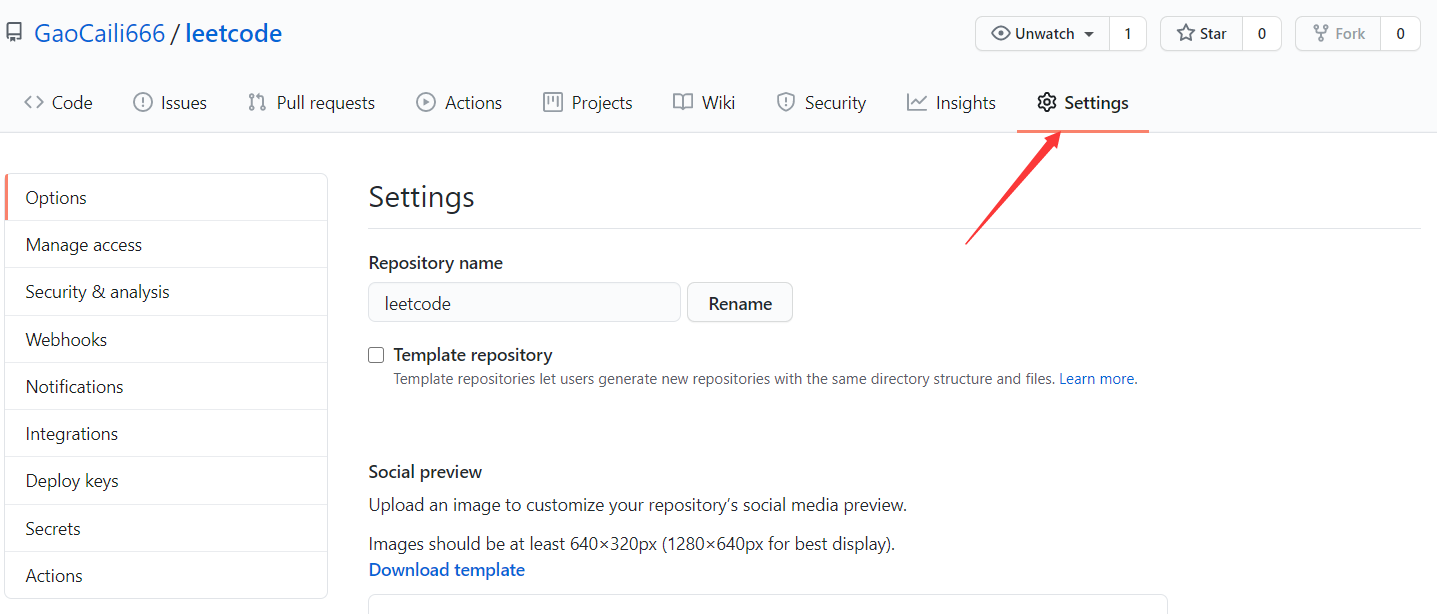 GaoCaili666 / leetcode
Unwatch 1 Star 0 Fork 0
Code Issues Pull requests Actions Projects Wiki Security Insights Settings
Options
Manage access
Security & analysis
Webhooks
Notifications
Integrations
Deploy keys
Secrets
Actions
Settings
Repository name
leetcode Rename
Template repository
Template repositories let users generate new repositories with the same directory structure and files. Learn more.
Social preview
Upload an image to customize your repository’s social media preview.
Images should be at least 640×320px (1280×640px for best display).
Download template